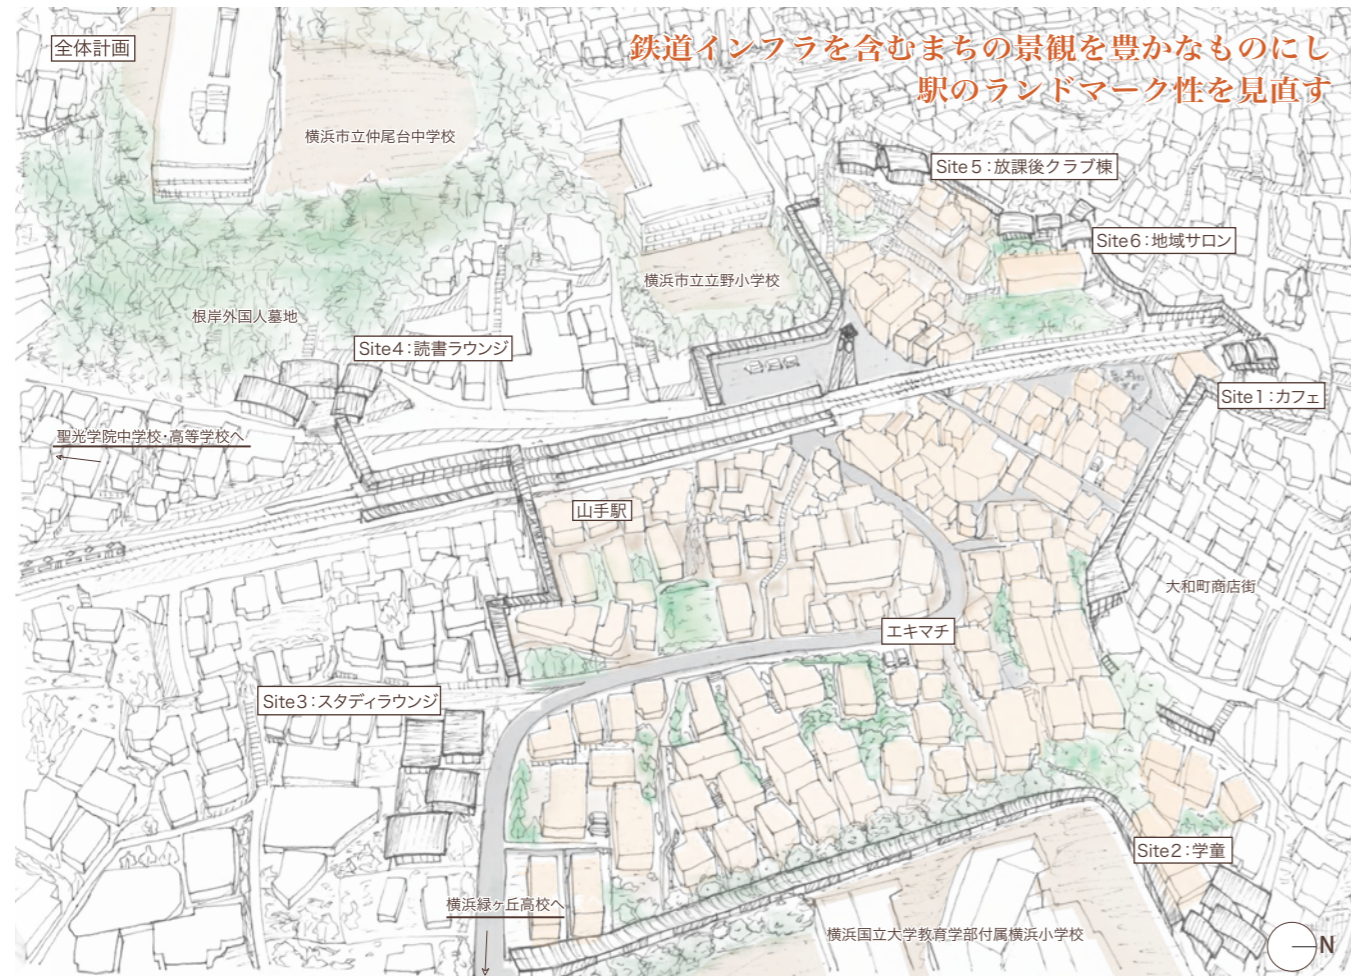 全体計画
鉄道インフラを含むまちの景観を豊かなものにし
駅のランドマーク性を見直す
横浜市立仲尾台中学校
Site5：放課後クラブ棟
Site6：地域サロン
横浜市立立野小学校
根岸外国人墓地
Site4：読書ラウンジ
Site1：カフェ
聖光学院中学校・高等学校へ
山手駅
大和町商店街
エキマチ
Site3：スタディラウンジ
Site2：学童
横浜緑ヶ丘高校へ
横浜国立大学教育学部付属横浜小学校
N